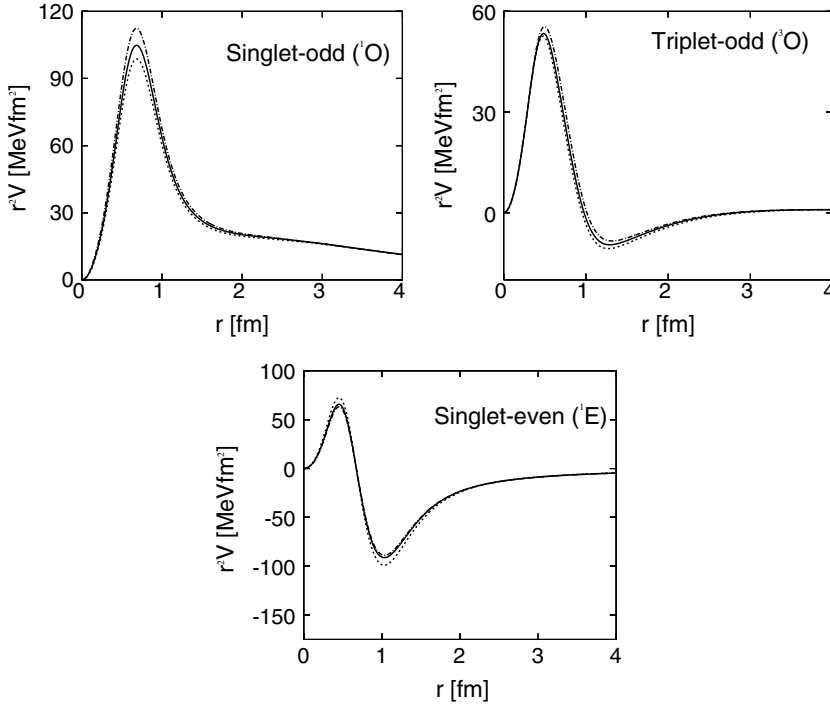 120
90
60
30
0
r²V [MeVfm²]
Singlet-odd (¹O)
0 1 2 3 4
r [fm]
60
30
0
r²V [MeVfm²]
Triplet-odd (³O)
0 1 2 3 4
r [fm]
100
50
0
-50
-100
-150
r²V [MeVfm²]
Singlet-even (¹E)
0 1 2 3 4
r [fm]